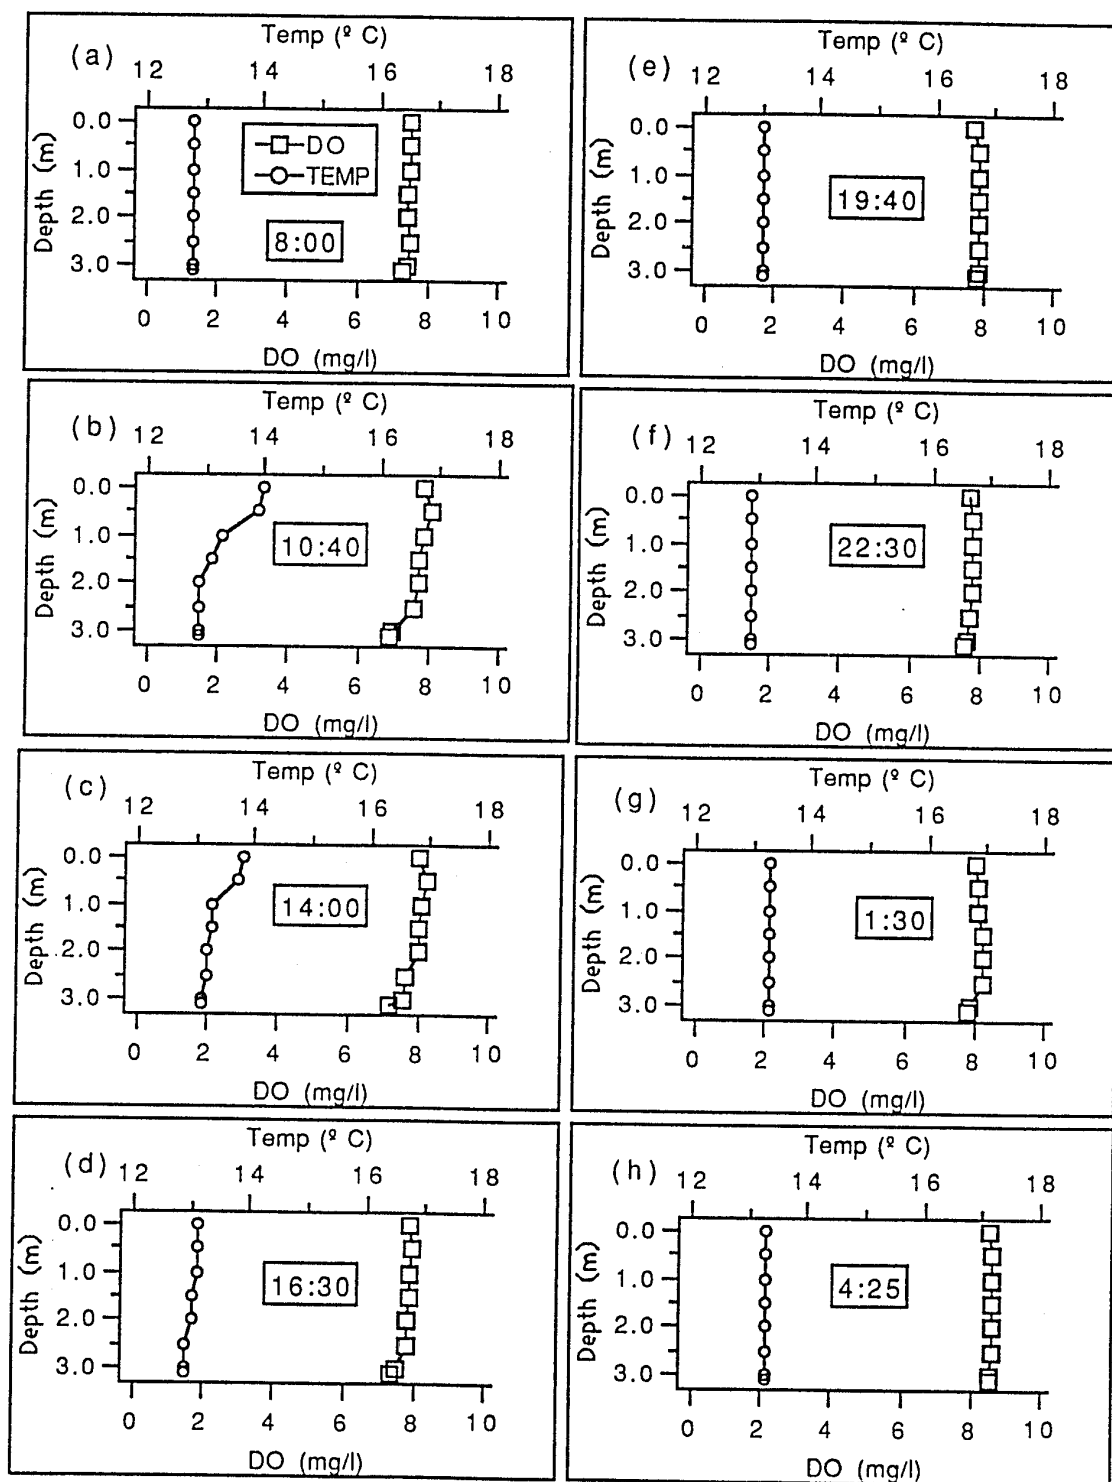 Temp (º C)
(a)
12 14 16 18
0.0
1.0
2.0
3.0
Depth (m)
DO
TEMP
8:00
0 2 4 6 8 10
DO (mg/l)
Temp (º C)
(b)
12 14 16 18
0.0
1.0
2.0
3.0
Depth (m)
10:40
0 2 4 6 8 10
DO (mg/l)
Temp (º C)
(c)
12 14 16 18
0.0
1.0
2.0
3.0
Depth (m)
14:00
0 2 4 6 8 10
DO (mg/l)
Temp (º C)
(d)
12 14 16 18
0.0
1.0
2.0
3.0
Depth (m)
16:30
0 2 4 6 8 10
DO (mg/l)
Temp (º C)
(e)
12 14 16 18
0.0
1.0
2.0
3.0
Depth (m)
19:40
0 2 4 6 8 10
DO (mg/l)
Temp (º C)
(f)
12 14 16 18
0.0
1.0
2.0
3.0
Depth (m)
22:30
0 2 4 6 8 10
DO (mg/l)
Temp (º C)
(g)
12 14 16 18
0.0
1.0
2.0
3.0
Depth (m)
1:30
0 2 4 6 8 10
DO (mg/l)
Temp (º C)
(h)
12 14 16 18
0.0
1.0
2.0
3.0
Depth (m)
4:25
0 2 4 6 8 10
DO (mg/l)